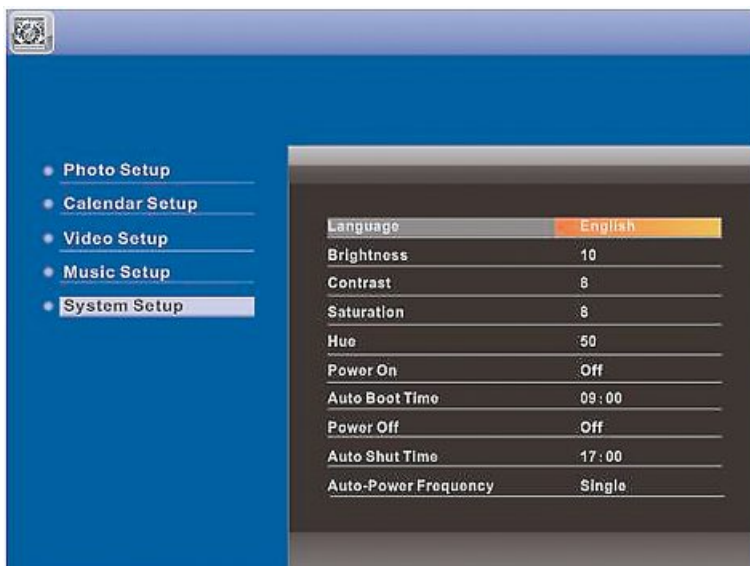 Photo Setup
Calendar Setup
Video Setup
Music Setup
System Setup
Language English
Brightness 10
Contrast 8
Saturation 8
Hue 50
Power On Off
Auto Boot Time 09:00
Power Off Off
Auto Shut Time 17:00
Auto-Power Frequency Single